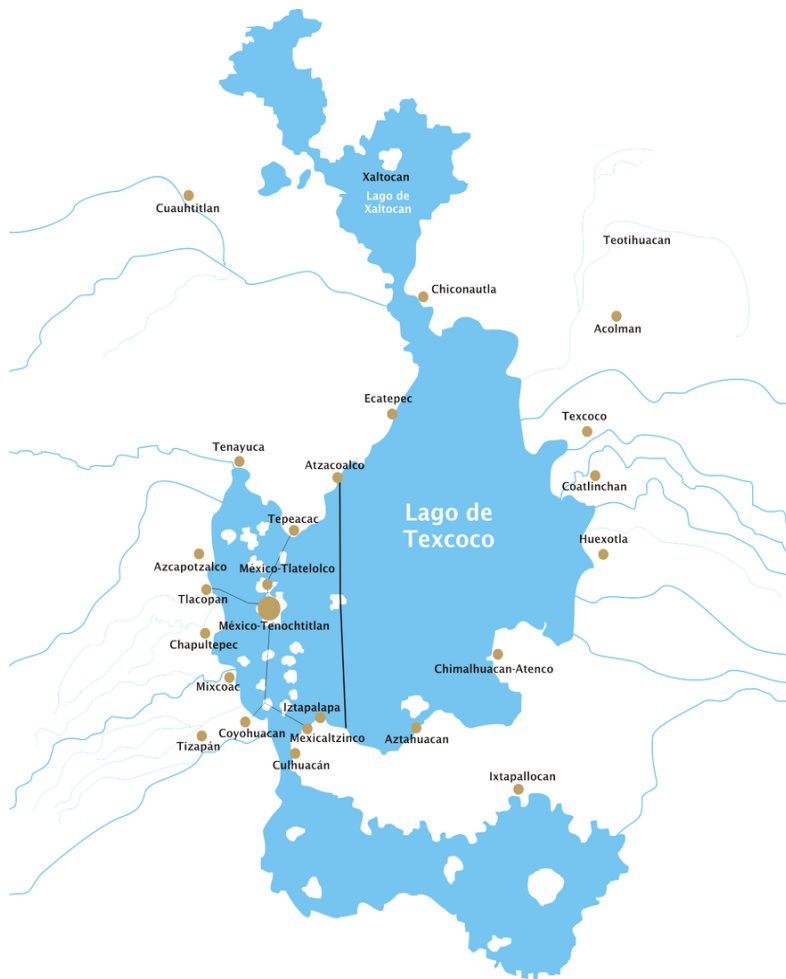 Xaltocan
Lago de
Xaltocan
Cuauhtitlan
Teotihuacan
Chiconautla
Acolman
Ecatepec
Texcoco
Tenayuca
Atzacoalco
Coatlinchan
Lago de
Texcoco
Tepeacac
Huexotla
Azcapotzalco
México-Tlatelolco
Tlacopan
México-Tenochtitlan
Chapultepec
Chimalhuacan-Atenco
Mixcoac
Iztapalapa
Coyohuacan
Mexicaltzinco
Aztahuacan
Tizapán
Culhuacán
Ixtapallocan